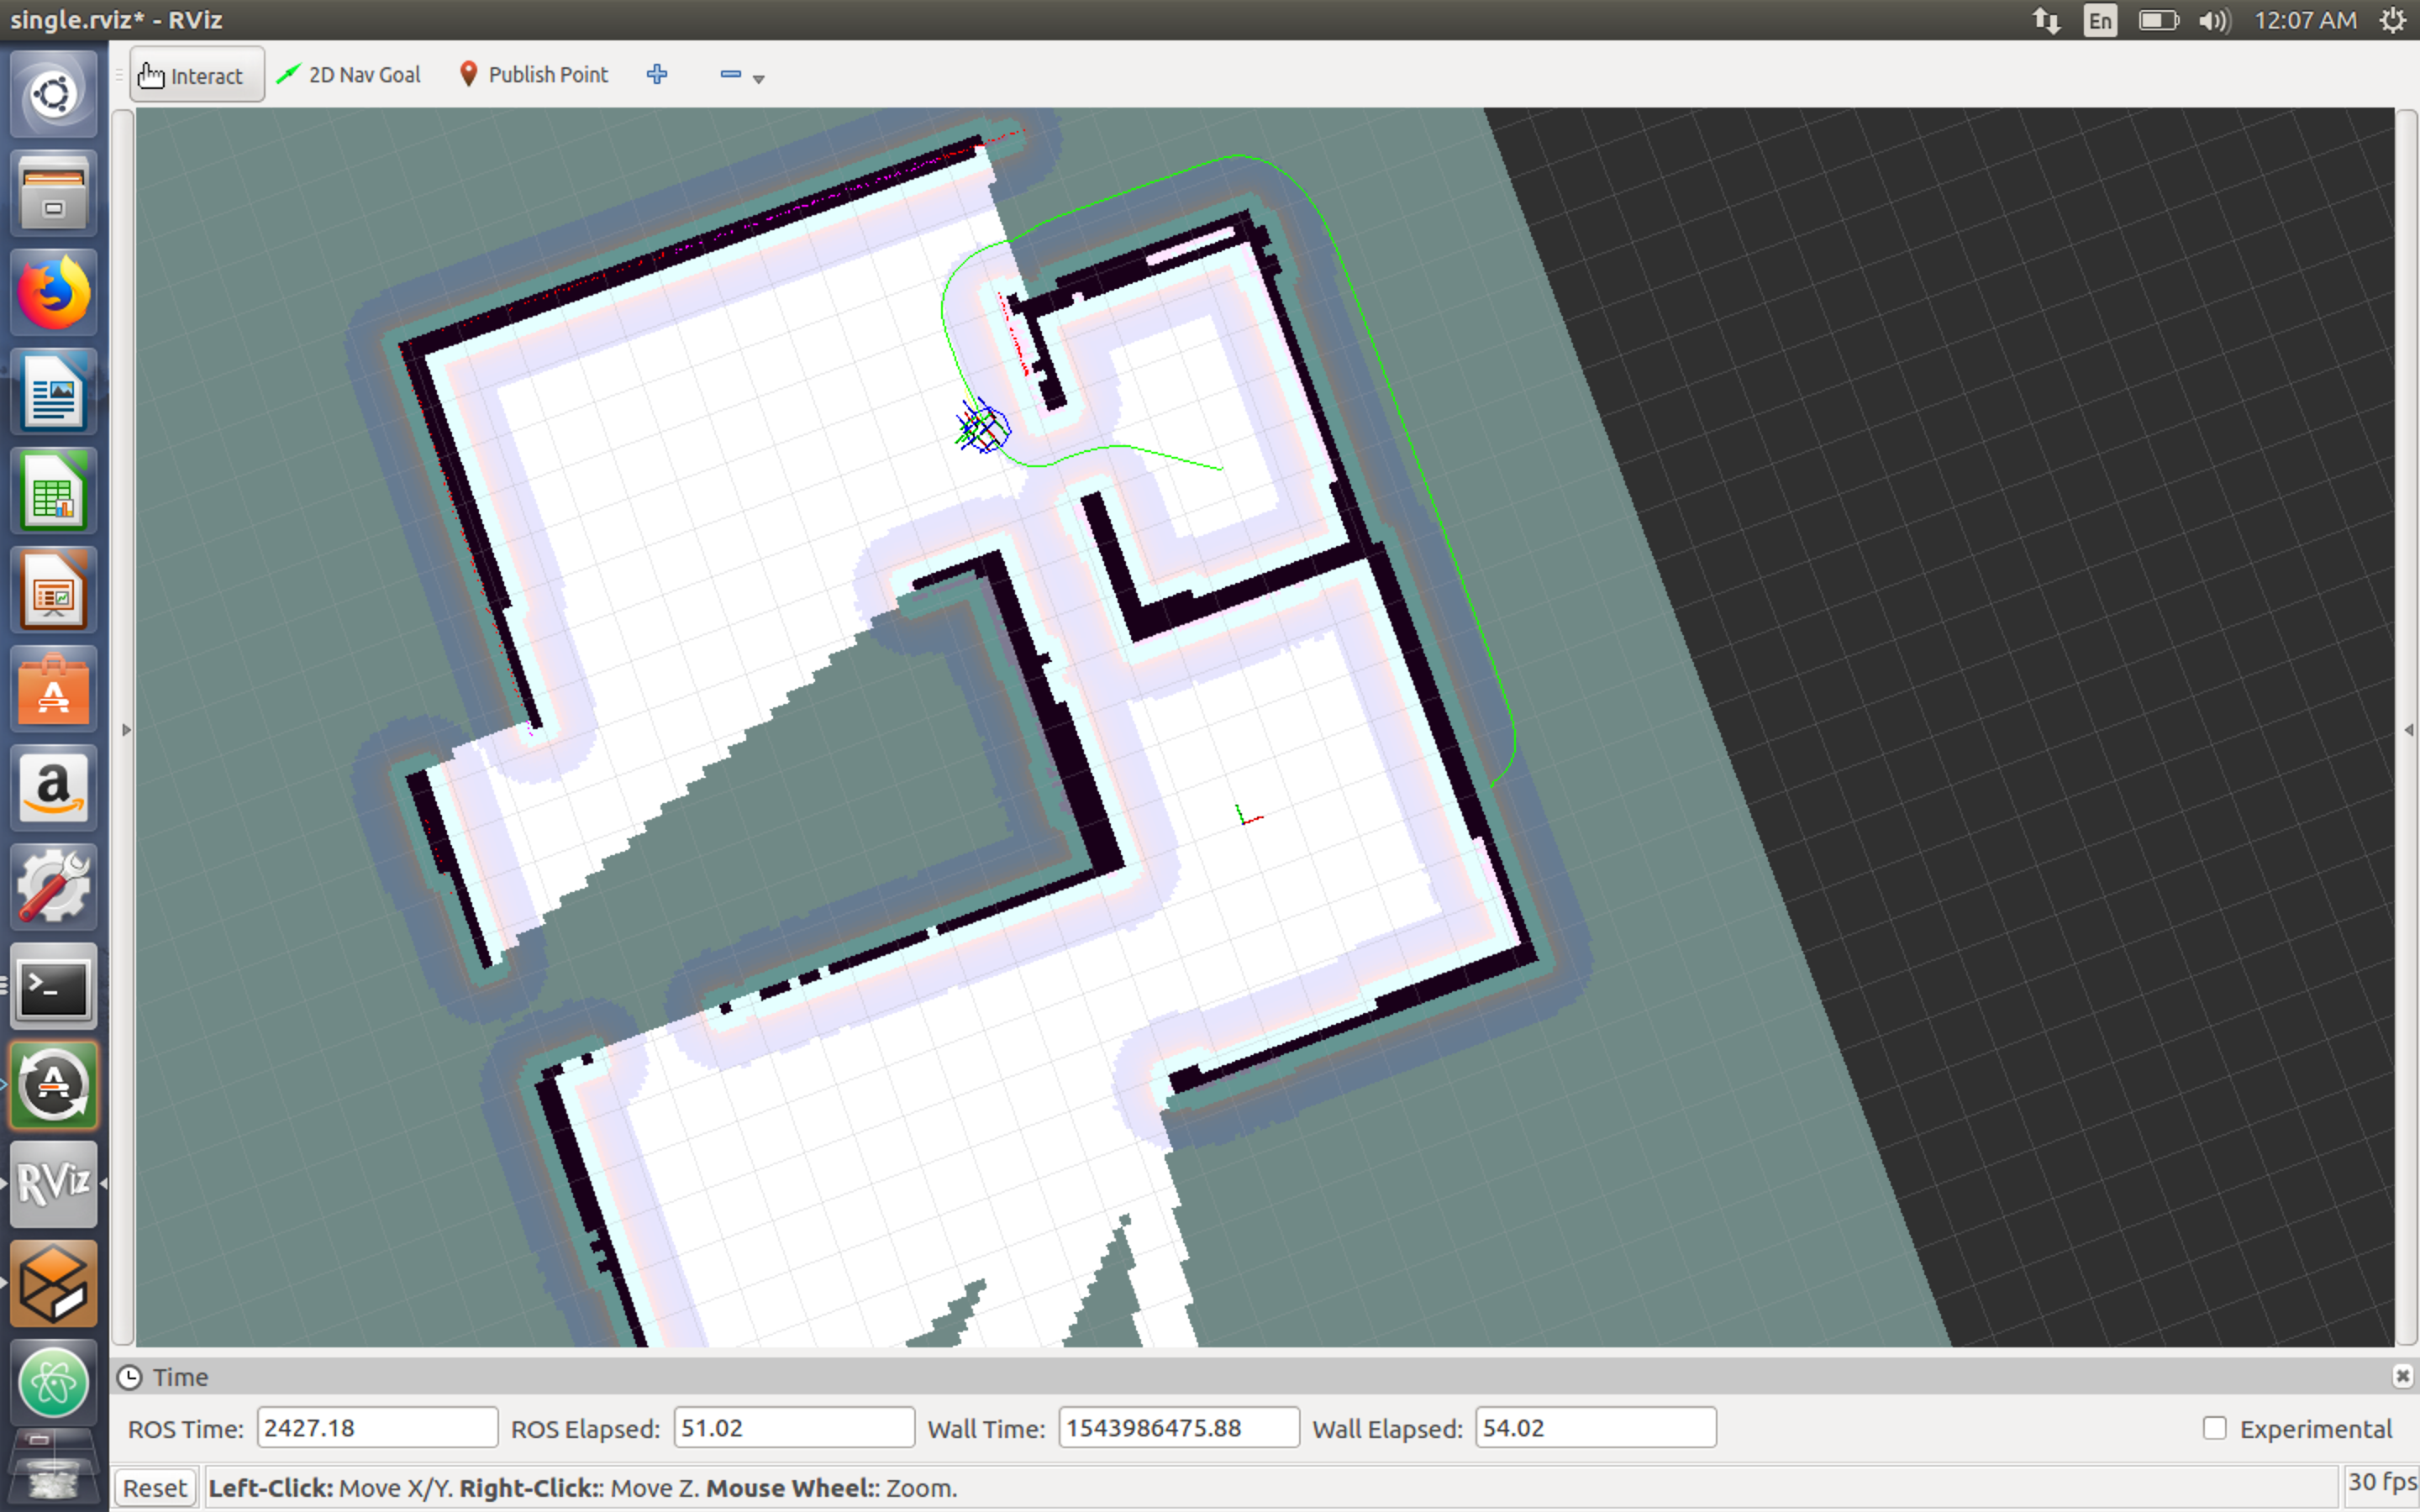 single.rviz* - RViz
En
12:07 AM
Interact
2D Nav Goal
Publish Point
a
>_
RViz
Time
ROS Time: 2427.18
ROS Elapsed: 51.02
Wall Time: 1543986475.88
Wall Elapsed: 54.02
Experimental
Reset
Left-Click: Move X/Y. Right-Click:: Move Z. Mouse Wheel:: Zoom.
30 fps